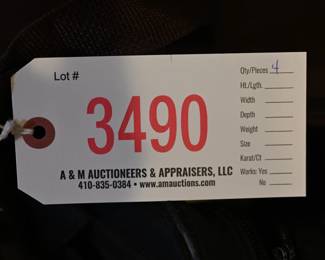 Lot #
3490
A & M AUCTIONEERS & APPRAISERS, LLC
410-835-0384 • www.amauctions.com
Qty/Pieces 4
Ht./Lgth.
Width
Depth
Weight
Size
Karat/Ct
Works: Yes
No